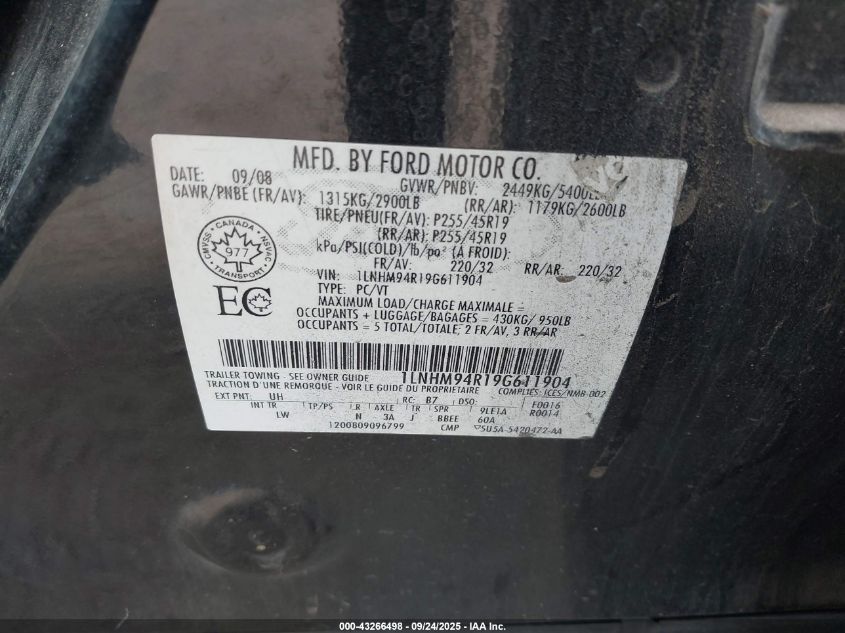 MFD. BY FORD MOTOR CO.
DATE: 09/08 GVWR/PNBV: 2449KG/5400LB
GAWR/PNBE (FR/AV): 1315KG/2900LB (RR/AR): 1179KG/2600LB
TIRE/PNEU(FR/AV): P255/45R19
(RR/AR): P255/45R19
kPa/PSI(COLD)/lb/po² (A FROID):
FR/AV: 220/32 RR/AR: 220/32
VIN: 1LNHM94R19G611904
TYPE: PC/VT
MAXIMUM LOAD/CHARGE MAXIMALE =
OCCUPANTS + LUGGAGE/BAGAGES = 430KG/ 950LB
OCCUPANTS = 5 TOTAL/TOTALE; 2 FR/AV, 3 RR/AR
CANADA
CMVSS NSVAC
977
TRANSPORT
EC
1LNHM94R19G611904
TRAILER TOWING - SEE OWNER GUIDE
TRACTION D'UNE REMORQUE - VOIR LE GUIDE DU PROPRIETAIRE COMPLIES: ICES/NMB-002
EXT PNT: UH RC: B7 DSO: F0016
INT TR TP/PS R AXLE TR SPR 9LE1A R0014
LW N 3A J BBEE 60A
1200809096799 CMP 5U5A-5420472-AA
000-43266498 - 09/24/2025 - IAA Inc.